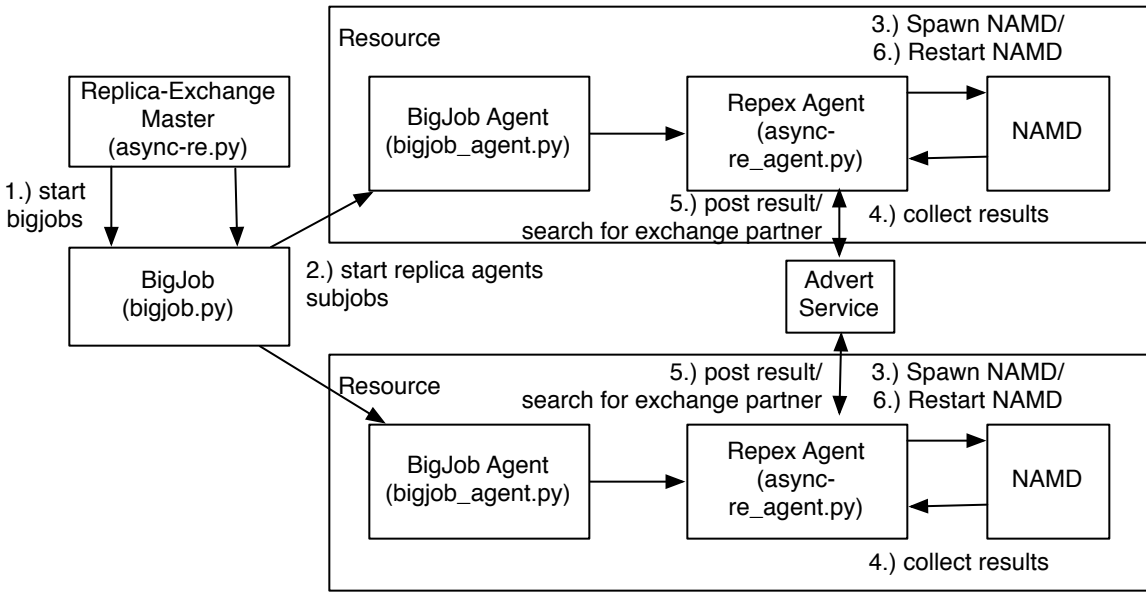 Resource
3.) Spawn NAMD/
6.) Restart NAMD
Replica-Exchange
Master
(async-re.py)
BigJob Agent
(bigjob_agent.py)
Repex Agent
(async-
re_agent.py)
NAMD
1.) start
bigjobs
5.) post result/
search for exchange partner
4.) collect results
BigJob
(bigjob.py)
2.) start replica agents
subjobs
Advert
Service
Resource
5.) post result/
search for exchange partner
3.) Spawn NAMD/
6.) Restart NAMD
BigJob Agent
(bigjob_agent.py)
Repex Agent
(async-
re_agent.py)
NAMD
4.) collect results